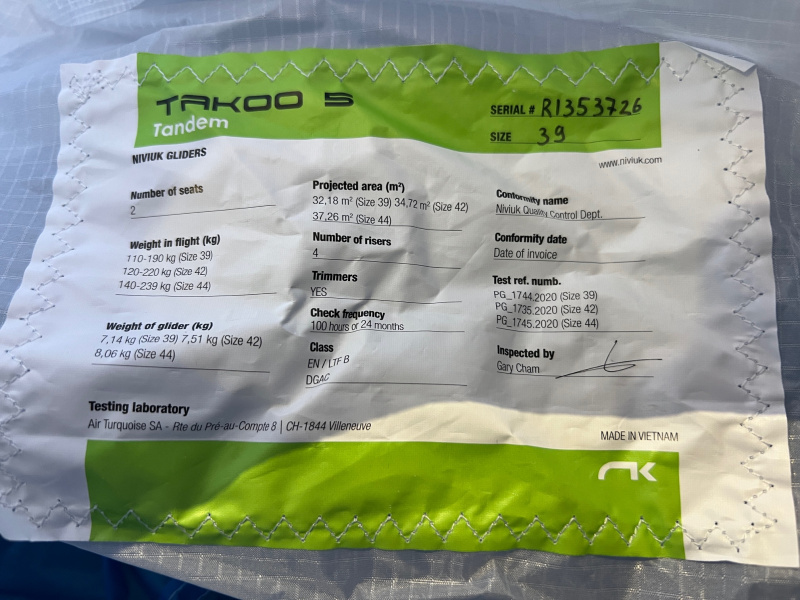 TAKOO 5
Tandem
SERIAL # R1353726
SIZE 39
NIVIUK GLIDERS
www.niviuk.com
Number of seats
2
Weight in flight (kg)
110-190 kg (Size 39)
120-220 kg (Size 42)
140-239 kg (Size 44)
Weight of glider (kg)
7,14 kg (Size 39) 7,51 kg (Size 42)
8,06 kg (Size 44)
Projected area (m²)
32,18 m² (Size 39) 34,72 m² (Size 42)
37,26 m² (Size 44)
Number of risers
4
Trimmers
YES
Check frequency
100 hours or 24 months
Class
EN / LTF B
DGAC
Conformity name
Niviuk Quality Control Dept.
Conformity date
Date of invoice
Test ref. numb.
PG_1744.2020 (Size 39)
PG_1735.2020 (Size 42)
PG_1745.2020 (Size 44)
Inspected by
Gary Cham
Testing laboratory
Air Turquoise SA - Rte du Pré-au-Compte 8 | CH-1844 Villeneuve
MADE IN VIETNAM